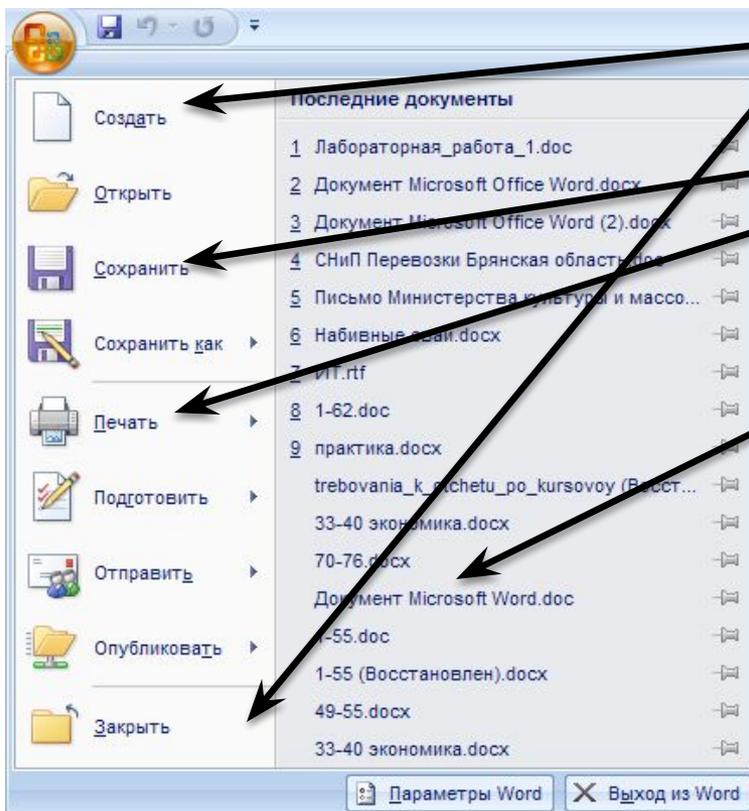 Создать
Открыть
Сохранить
Сохранить как
Печать
Подготовить
Отправить
Опубликовать
Закрыть
Последние документы
1 Лабораторная_работа_1.doc
2 Документ Microsoft Office Word.docx
3 Документ Microsoft Office Word (2).docx
4 СНиП Перевозки Брянская область.doc
5 Письмо Министерства культуры и массо...
6 Набивные сваи.docx
7 ИТ.rtf
8 1-62.doc
9 практика.docx
trebovania_k_otchetu_po_kursovoy (Восст...
33-40 экономика.docx
70-76.docx
Документ Microsoft Word.doc
1-55.doc
1-55 (Восстановлен).docx
49-55.docx
33-40 экономика.docx
Параметры Word
Выход из Word